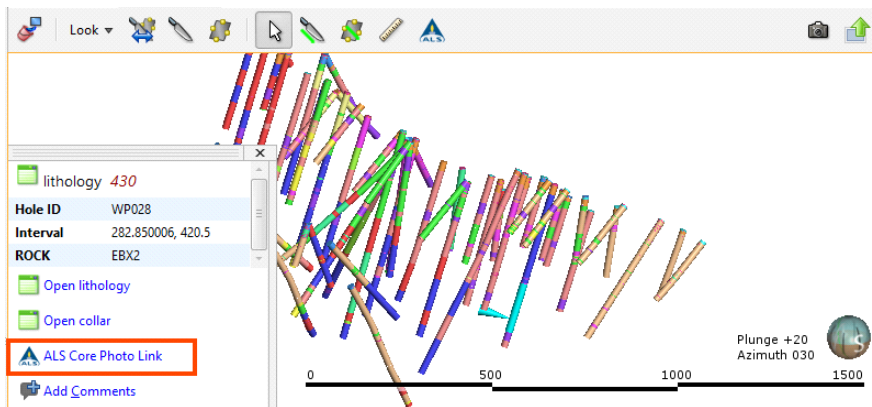 Look
ALS
x
lithology 430
Hole ID WP028
Interval 282.850006, 420.5
ROCK EBX2
Open lithology
Open collar
ALS Core Photo Link
Add Comments
Plunge +20
Azimuth 030
0 500 1000 1500